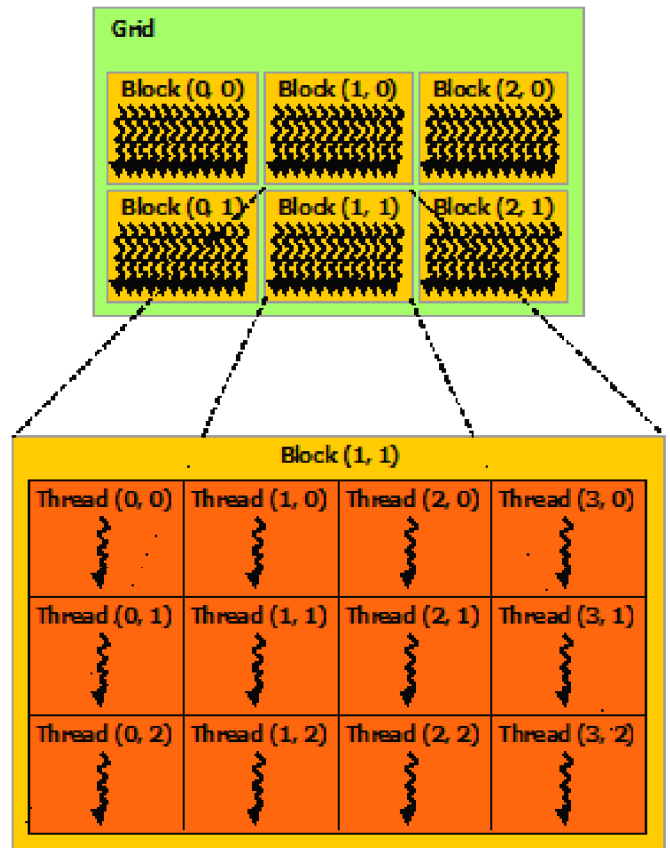 Grid
Block (0, 0) Block (1, 0) Block (2, 0)
Block (0, 1) Block (1, 1) Block (2, 1)
Block (1, 1)
Thread (0, 0) Thread (1, 0) Thread (2, 0) Thread (3, 0)
Thread (0, 1) Thread (1, 1) Thread (2, 1) Thread (3, 1)
Thread (0, 2) Thread (1, 2) Thread (2, 2) Thread (3, 2)